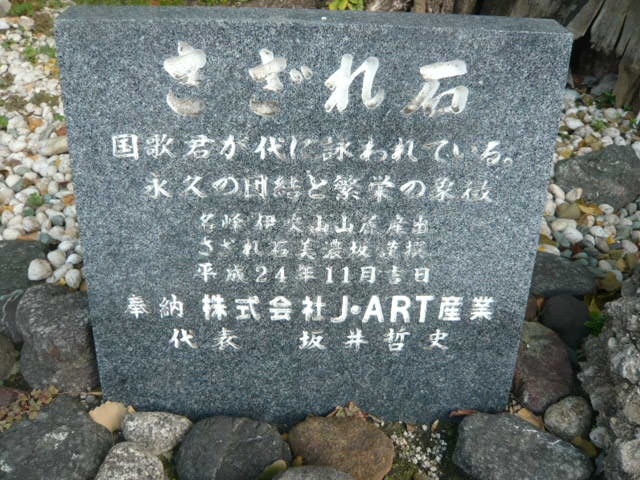 さざれ石
国歌君が代に詠われている。
永久の団結と繁栄の象徴
名峰伊吹山山麓産出
さざれ石美濃坂
平成24年11月吉日
奉納 株式会社J・ART産業
代表 坂井哲史